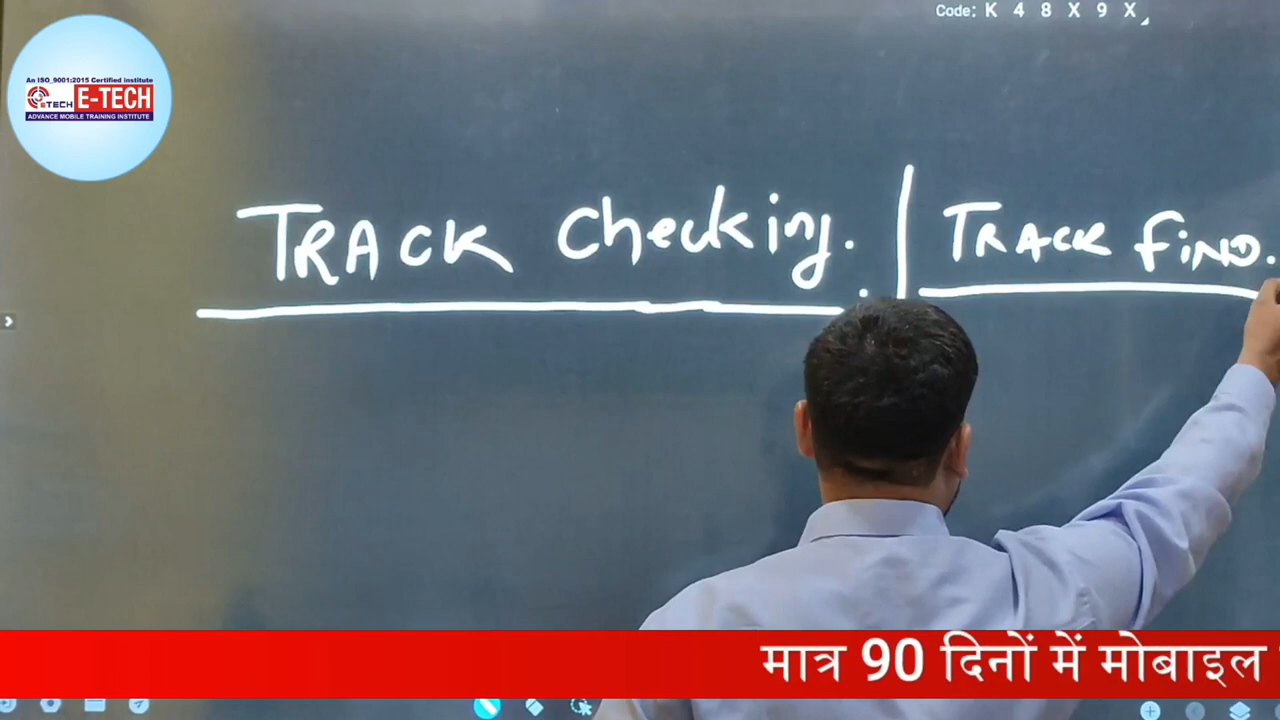 Code: K 4 8 X 9 X
An ISO 9001:2015 Certified Institute
eTECH E-TECH
ADVANCE MOBILE TRAINING INSTITUTE
TRACK Checking. | TRACK FIND.
मात्र 90 दिनों में मोबाइल